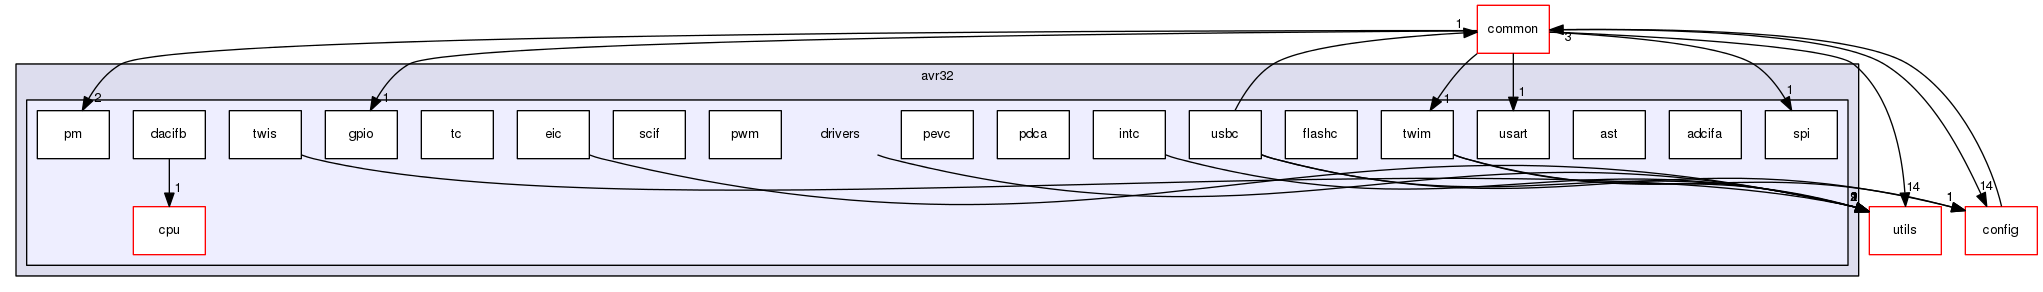 common
1
3
avr32
2
1
1
1
1
pm
dacifb
twis
gpio
tc
eic
scif
pwm
drivers
pevc
pdca
intc
usbc
flashc
twim
usart
ast
adcifa
spi
1
14
14
1
cpu
utils
config